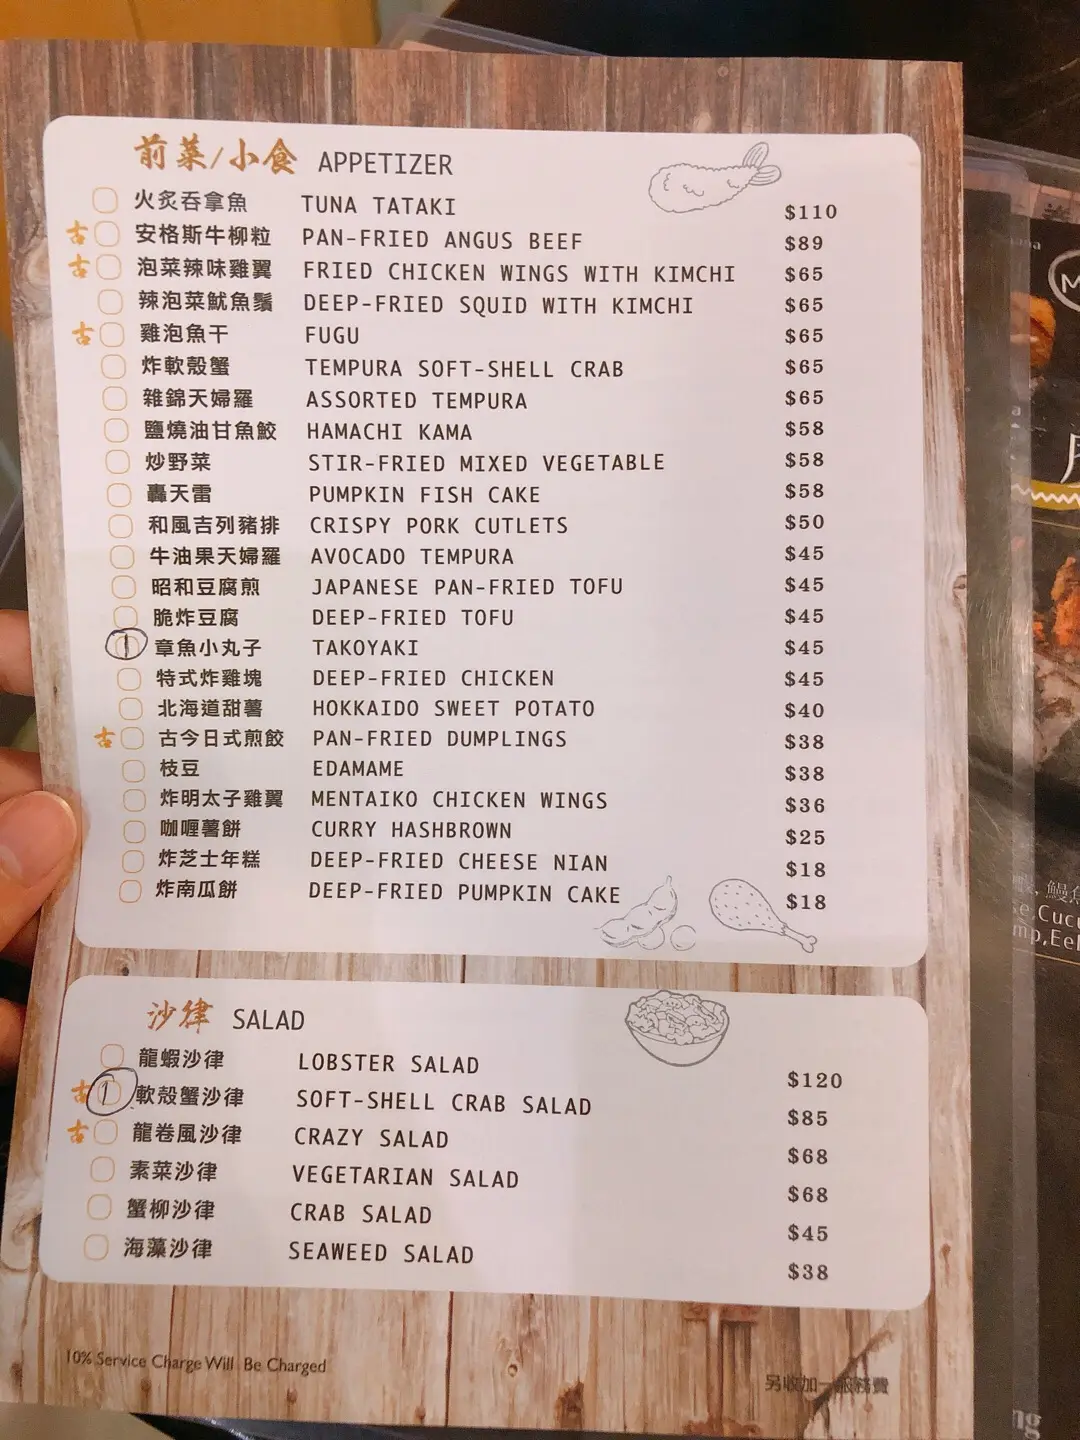 前菜/小食 APPETIZER
火炙吞拿魚 TUNA TATAKI $110
古 安格斯牛柳粒 PAN-FRIED ANGUS BEEF $89
古 泡菜辣味雞翼 FRIED CHICKEN WINGS WITH KIMCHI $65
辣泡菜魷魚鬚 DEEP-FRIED SQUID WITH KIMCHI $65
古 雞泡魚干 FUGU $65
炸軟殼蟹 TEMPURA SOFT-SHELL CRAB $65
雜錦天婦羅 ASSORTED TEMPURA $65
鹽燒油甘魚鮫 HAMACHI KAMA $58
炒野菜 STIR-FRIED MIXED VEGETABLE $58
轟天雷 PUMPKIN FISH CAKE $58
和風吉列豬排 CRISPY PORK CUTLETS $50
牛油果天婦羅 AVOCADO TEMPURA $45
昭和豆腐煎 JAPANESE PAN-FRIED TOFU $45
脆炸豆腐 DEEP-FRIED TOFU $45
1 章魚小丸子 TAKOYAKI $45
特式炸雞塊 DEEP-FRIED CHICKEN $45
北海道甜薯 HOKKAIDO SWEET POTATO $40
古 古今日式煎餃 PAN-FRIED DUMPLINGS $38
枝豆 EDAMAME $38
炸明太子雞翼 MENTAIKO CHICKEN WINGS $36
咖喱薯餅 CURRY HASHBROWN $25
炸芝士年糕 DEEP-FRIED CHEESE NIAN $18
炸南瓜餅 DEEP-FRIED PUMPKIN CAKE $18
沙律 SALAD
龍蝦沙律 LOBSTER SALAD $120
古 1 軟殼蟹沙律 SOFT-SHELL CRAB SALAD $85
古 龍卷風沙律 CRAZY SALAD $68
素菜沙律 VEGETARIAN SALAD $68
蟹柳沙律 CRAB SALAD $45
海藻沙律 SEAWEED SALAD $38
10% Service Charge Will Be Charged
另收加一服務費